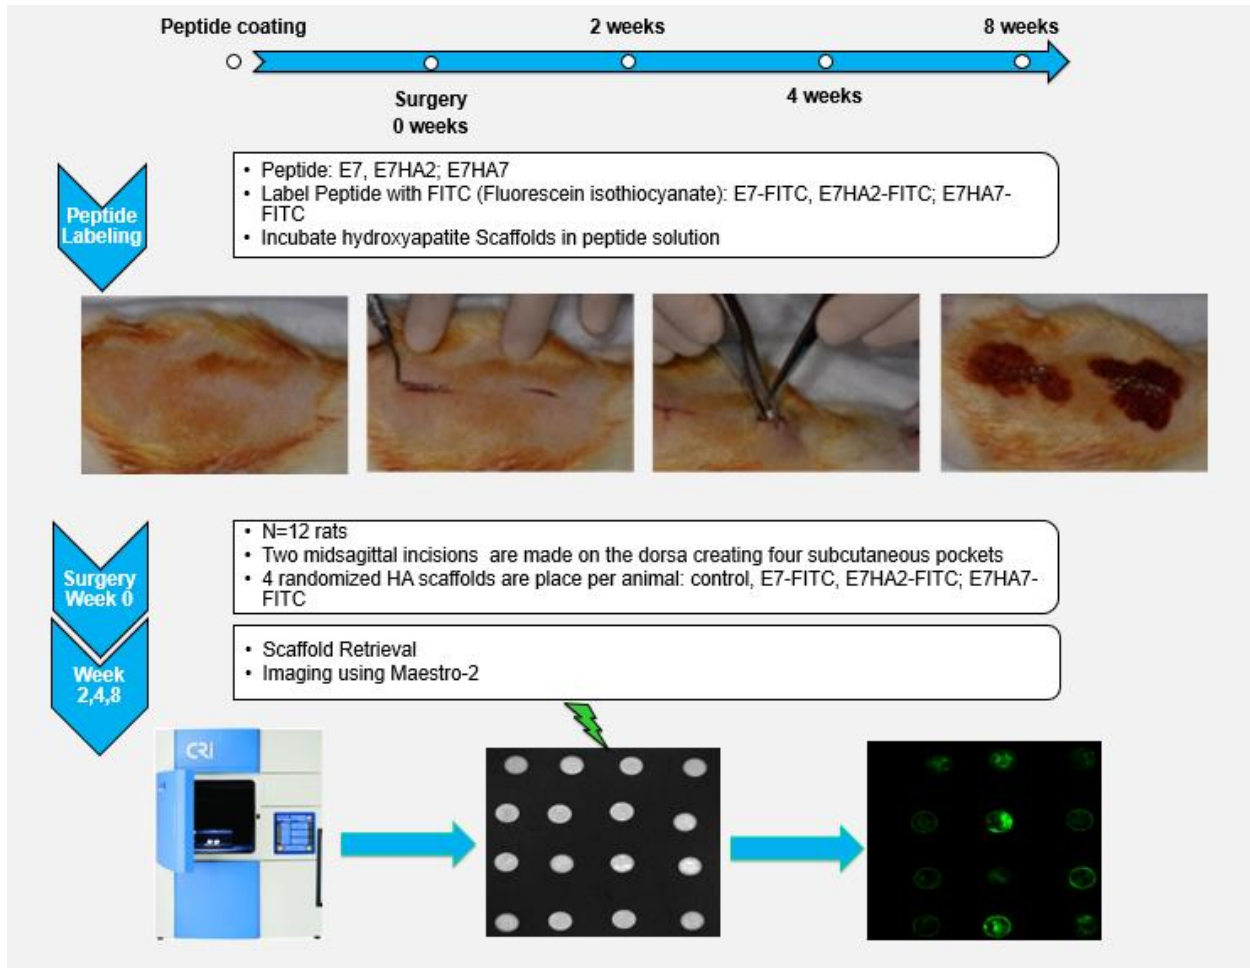 Peptide coating
2 weeks
8 weeks
Surgery
0 weeks
4 weeks
Peptide
Labeling
• Peptide: E7, E7HA2; E7HA7
• Label Peptide with FITC (Fluorescein isothiocyanate): E7-FITC, E7HA2-FITC; E7HA7-
FITC
• Incubate hydroxyapatite Scaffolds in peptide solution
Surgery
Week 0
• N=12 rats
• Two midsagittal incisions are made on the dorsa creating four subcutaneous pockets
• 4 randomized HA scaffolds are place per animal: control, E7-FITC, E7HA2-FITC; E7HA7-
FITC
Week
2,4,8
• Scaffold Retrieval
• Imaging using Maestro-2
CRi